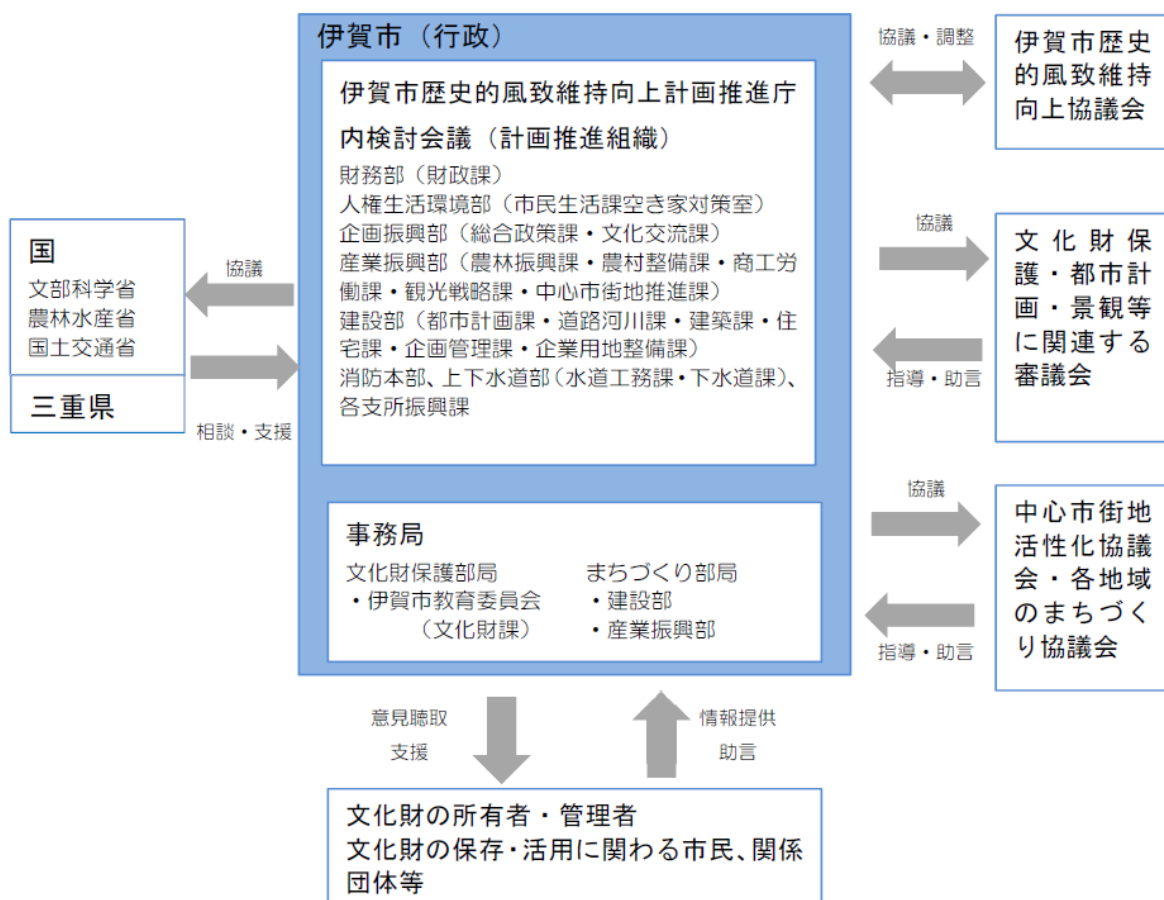 伊賀市（行政）
伊賀市歴史的風致維持向上計画推進庁
内検討会議（計画推進組織）
財務部（財政課）
人権生活環境部（市民生活課空き家対策室）
企画振興部（総合政策課・文化交流課）
産業振興部（農林振興課・農村整備課・商工労
働課・観光戦略課・中心市街地推進課）
建設部（都市計画課・道路河川課・建築課・住
宅課・企画管理課・企業用地整備課）
消防本部、上下水道部（水道工務課・下水道課）、
各支所振興課
事務局
文化財保護部局
・伊賀市教育委員会
（文化財課）
まちづくり部局
・建設部
・産業振興部
国
文部科学省
農林水産省
国土交通省
三重県
協議
相談・支援
協議・調整
伊賀市歴史
的風致維持
向上協議会
協議
指導・助言
文化財保
護・都市計
画・景観等
に関連する
審議会
協議
指導・助言
中心市街地
活性化協議
会・各地域
のまちづく
り協議会
意見聴取
支援
情報提供
助言
文化財の所有者・管理者
文化財の保存・活用に関わる市民、関係
団体等